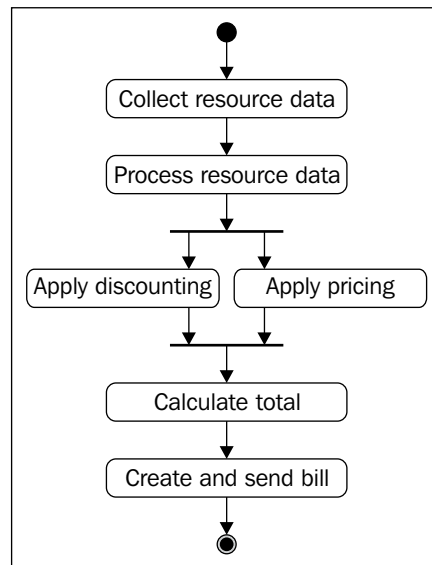 Collect resource data
Process resource data
Apply discounting
Apply pricing
Calculate total
Create and send bill